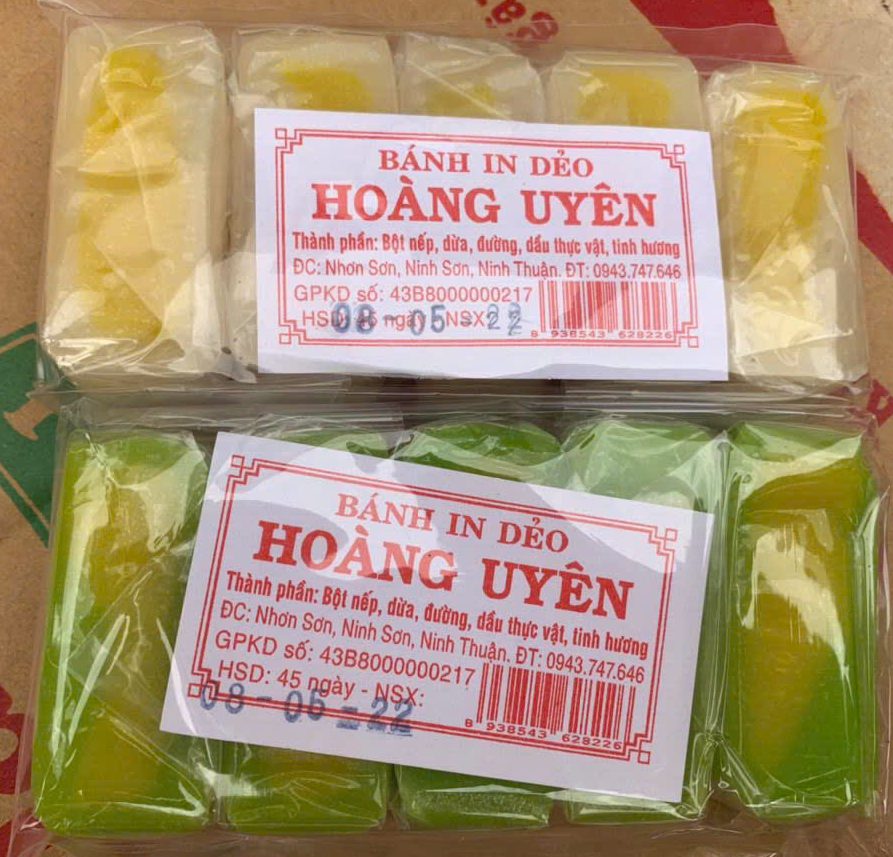 BÁNH IN DẺO
HOÀNG UYÊN
Thành phần: Bột nếp, dừa, đường, dầu thực vật, tinh hương
ĐC: Nhơn Sơn, Ninh Sơn, Ninh Thuận. ĐT: 0943.747.646
GPKD số: 43B8000000217
HSD: 45 ngày - NSX:
08-05-22
8 938543 628226
BÁNH IN DẺO
HOÀNG UYÊN
Thành phần: Bột nếp, dừa, đường, dầu thực vật, tinh hương
ĐC: Nhơn Sơn, Ninh Sơn, Ninh Thuận. ĐT: 0943.747.646
GPKD số: 43B8000000217
HSD: 45 ngày - NSX:
08-05-22
8 938543 628226